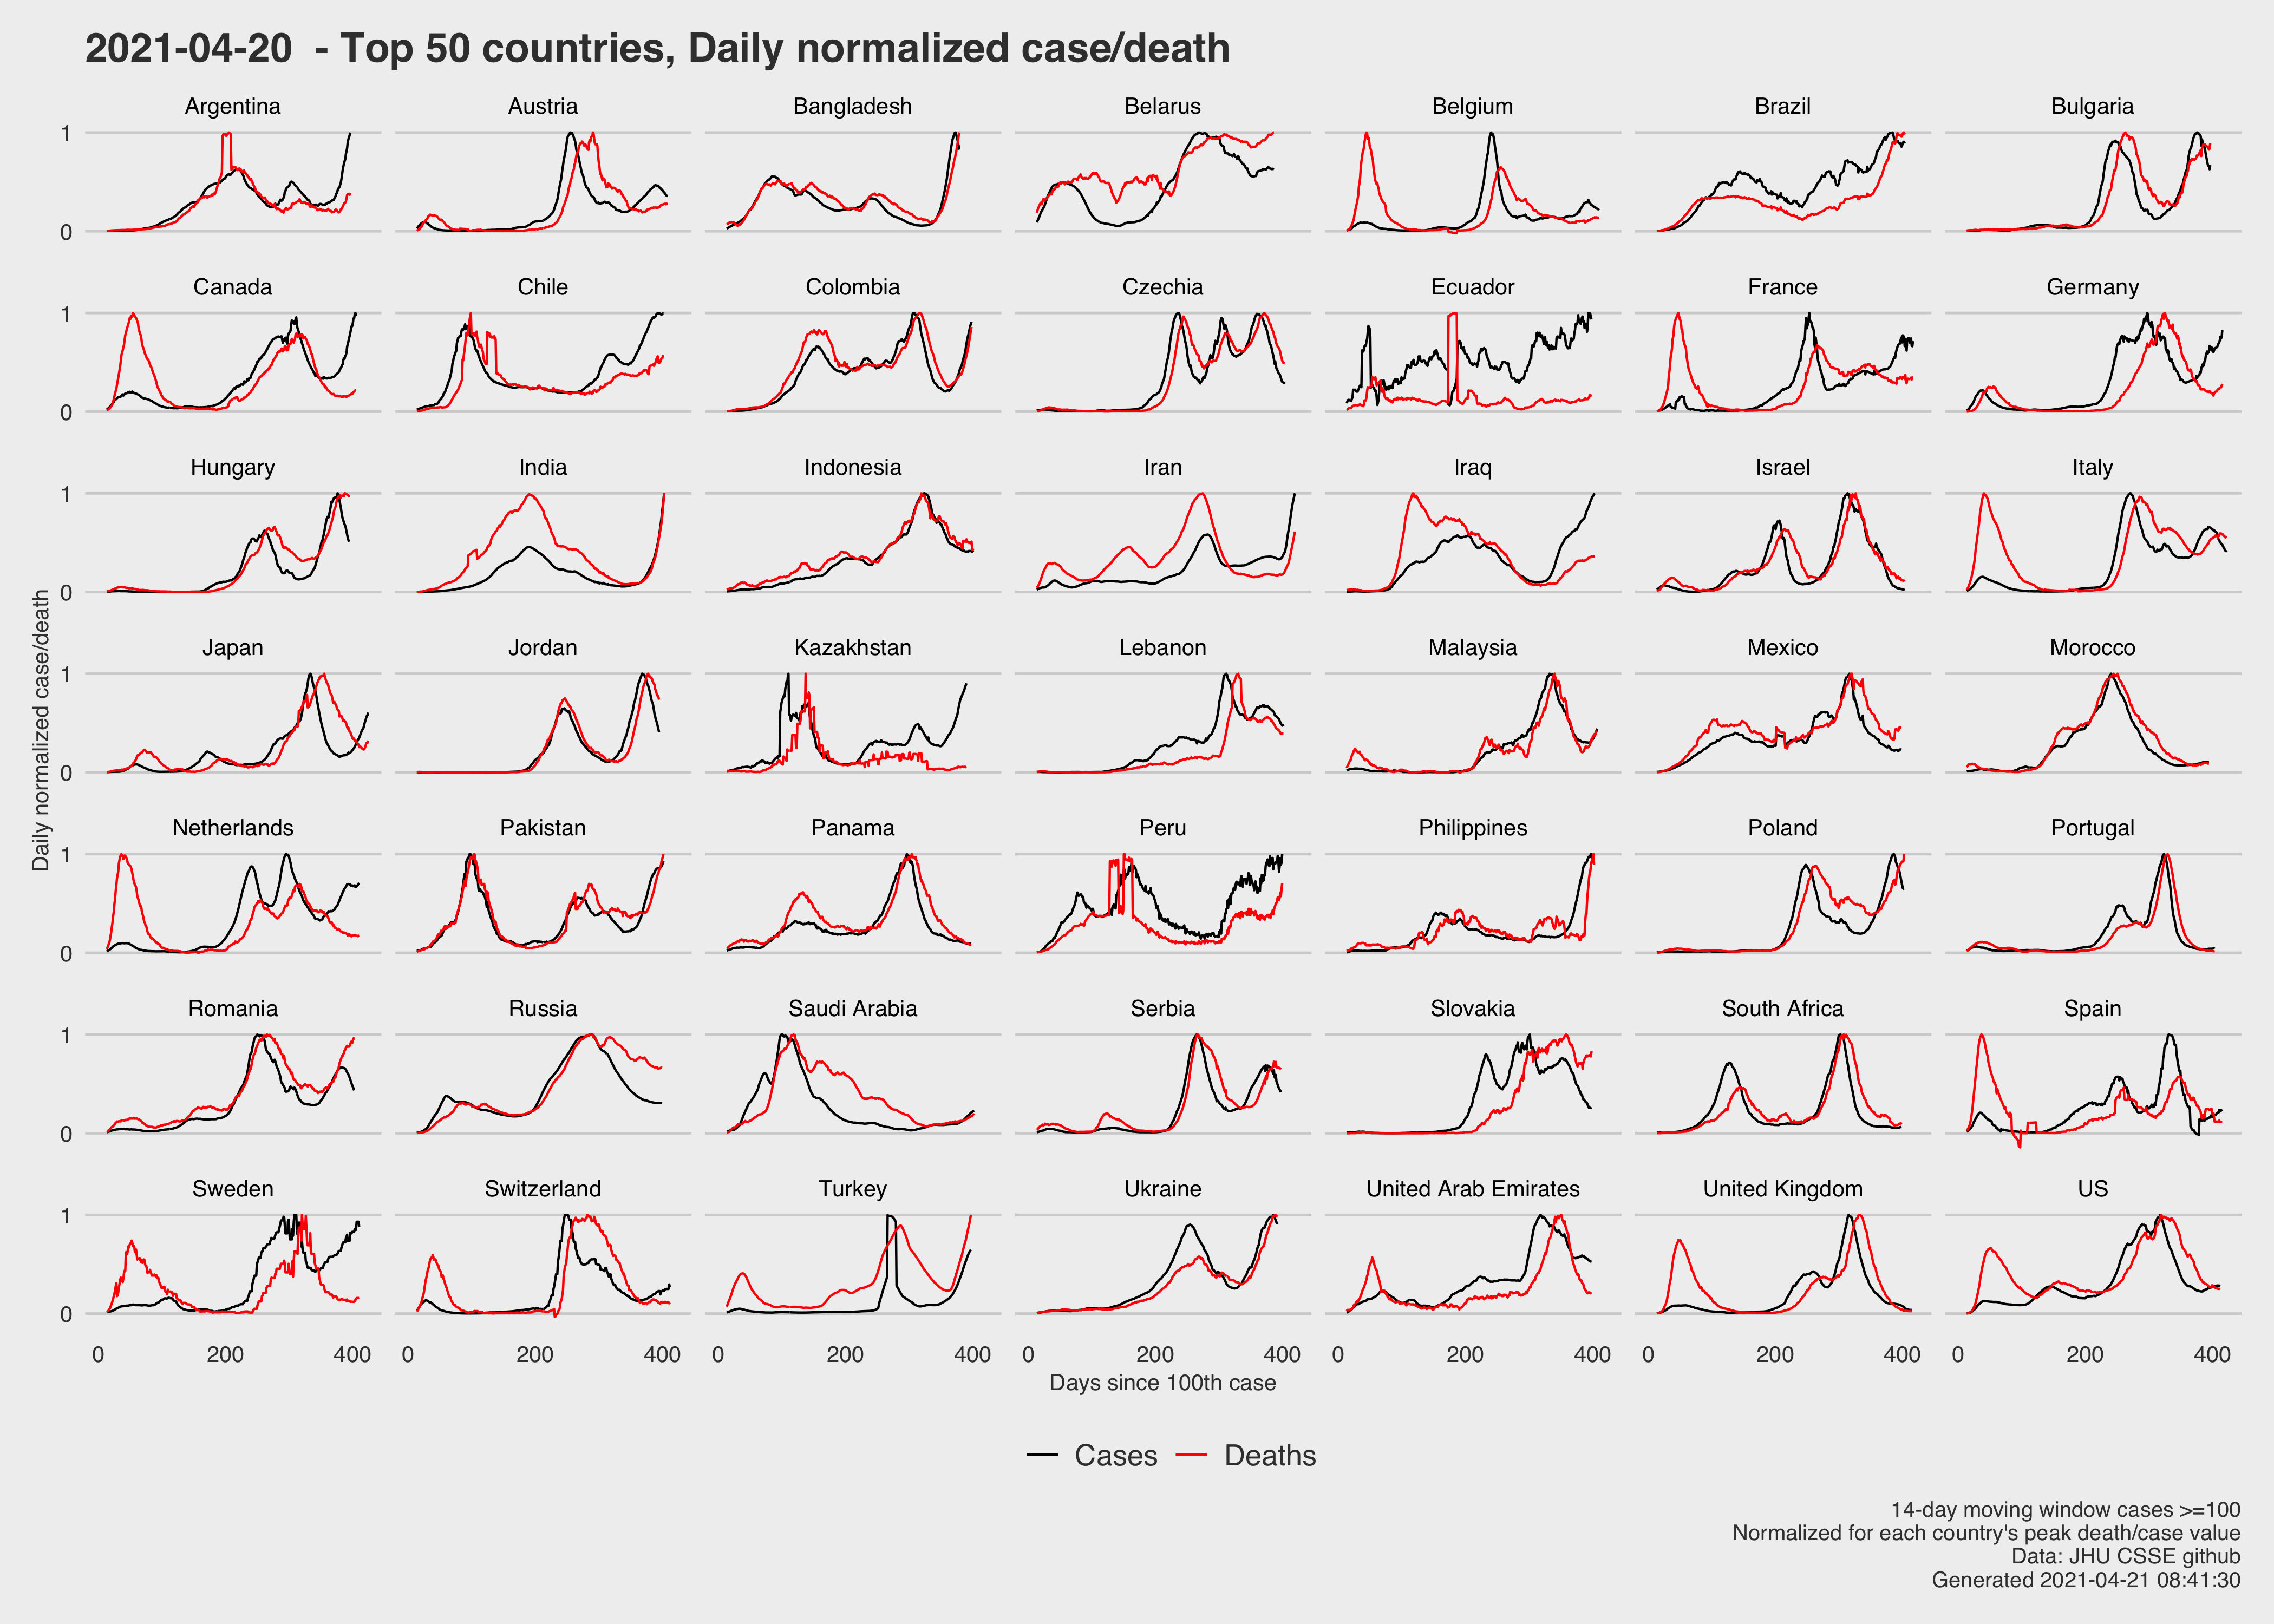 2021-04-20  - Top 50 countries, Daily normalized case/death
Argentina Austria Bangladesh Belarus Belgium Brazil Bulgaria
1
0
Canada Chile Colombia Czechia Ecuador France Germany
1
0
Hungary India Indonesia Iran Iraq Israel Italy
1
0
Daily normalized case/death
Japan Jordan Kazakhstan Lebanon Malaysia Mexico Morocco
1
0
Netherlands Pakistan Panama Peru Philippines Poland Portugal
1
0
Romania Russia Saudi Arabia Serbia Slovakia South Africa Spain
1
0
Sweden Switzerland Turkey Ukraine United Arab Emirates United Kingdom US
1
0
0 200 400 0 200 400 0 200 400 0 200 400 0 200 400 0 200 400 0 200 400
Days since 100th case
Cases Deaths
14-day moving window cases >=100
Normalized for each country's peak death/case value
Data: JHU CSSE github
Generated 2021-04-21 08:41:30